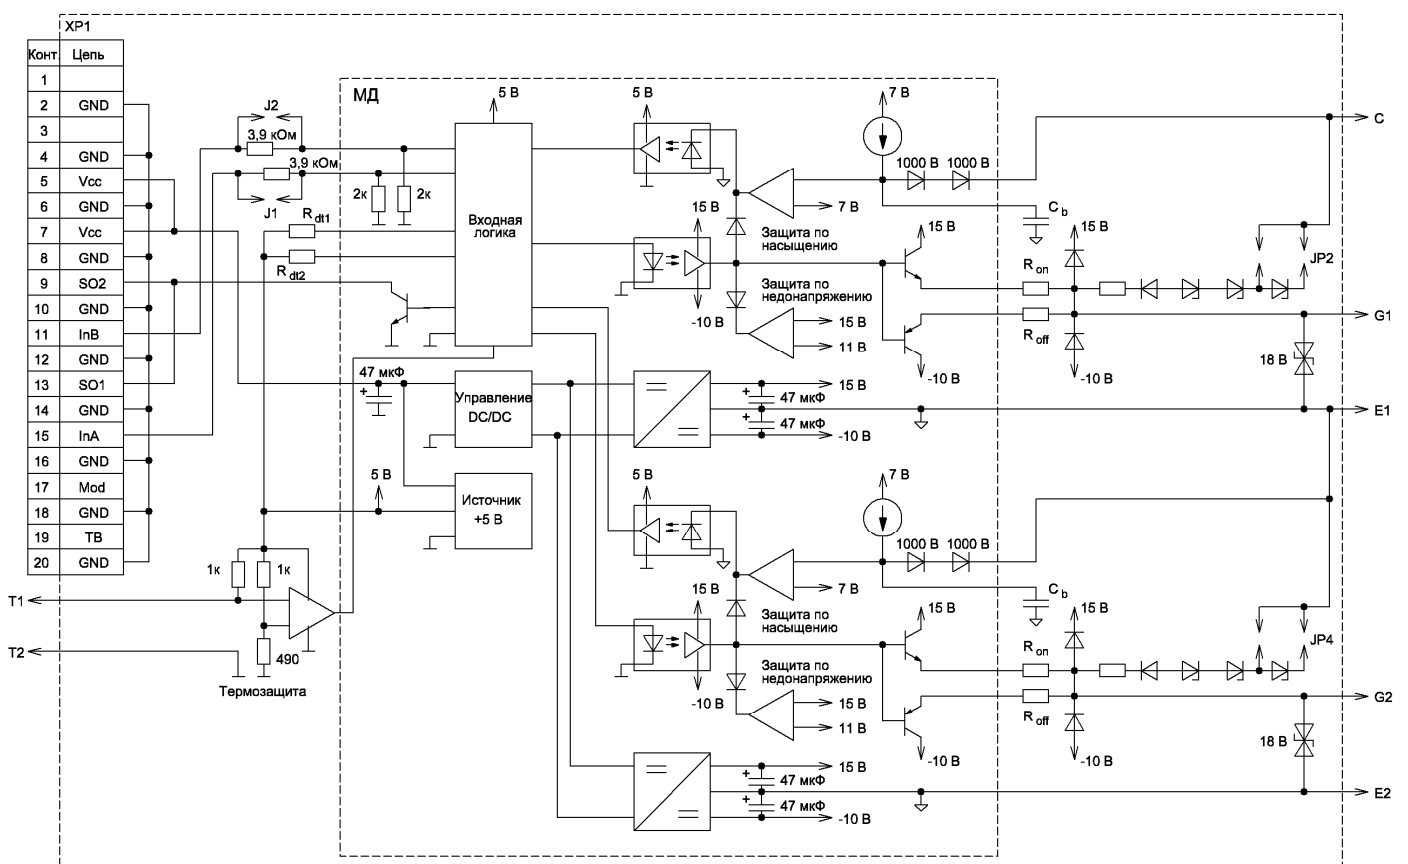 XP1
Конт. Цепь
1
2 GND
3
4 GND
5 Vcc
6 GND
7 Vcc
8 GND
9 SO2
10 GND
11 InB
12 GND
13 SO1
14 GND
15 InA
16 GND
17 Mod
18 GND
19 TB
20 GND
J2
3,9 кОм
3,9 кОм
J1
2к
2к
R dt1
R dt2
47 мкФ
+
5 В
1к
1к
490
T1
T2
Термозащита
МД
5 В
Входная
логика
Управление
DC/DC
Источник
+5 В
5 В
7 В
1000 В 1000 В
C
15 В
7 В
C b
Защита по
насыщению
15 В
15 В
JP2
R on
Защита по
недонапряжению
-10 В
15 В
11 В
G1
R off
-10 В
-10 В
18 В
15 В
+
47 мкФ
E1
+
47 мкФ
-10 В
5 В
7 В
1000 В 1000 В
15 В
7 В
C b
Защита по
насыщению
15 В
15 В
JP4
R on
Защита по
недонапряжению
-10 В
15 В
11 В
G2
R off
-10 В
-10 В
18 В
15 В
+
47 мкФ
E2
+
47 мкФ
-10 В